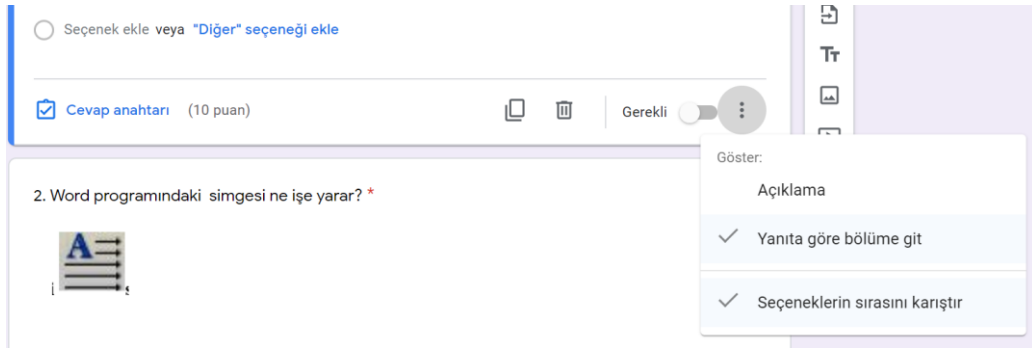 Seçenek ekle veya "Diğer" seçeneği ekle
Tт
Cevap anahtarı (10 puan)
Gerekli
Göster:
Açıklama
Yanıta göre bölüme git
Seçeneklerin sırasını karıştır
2. Word programındaki simgesi ne işe yarar? *
A